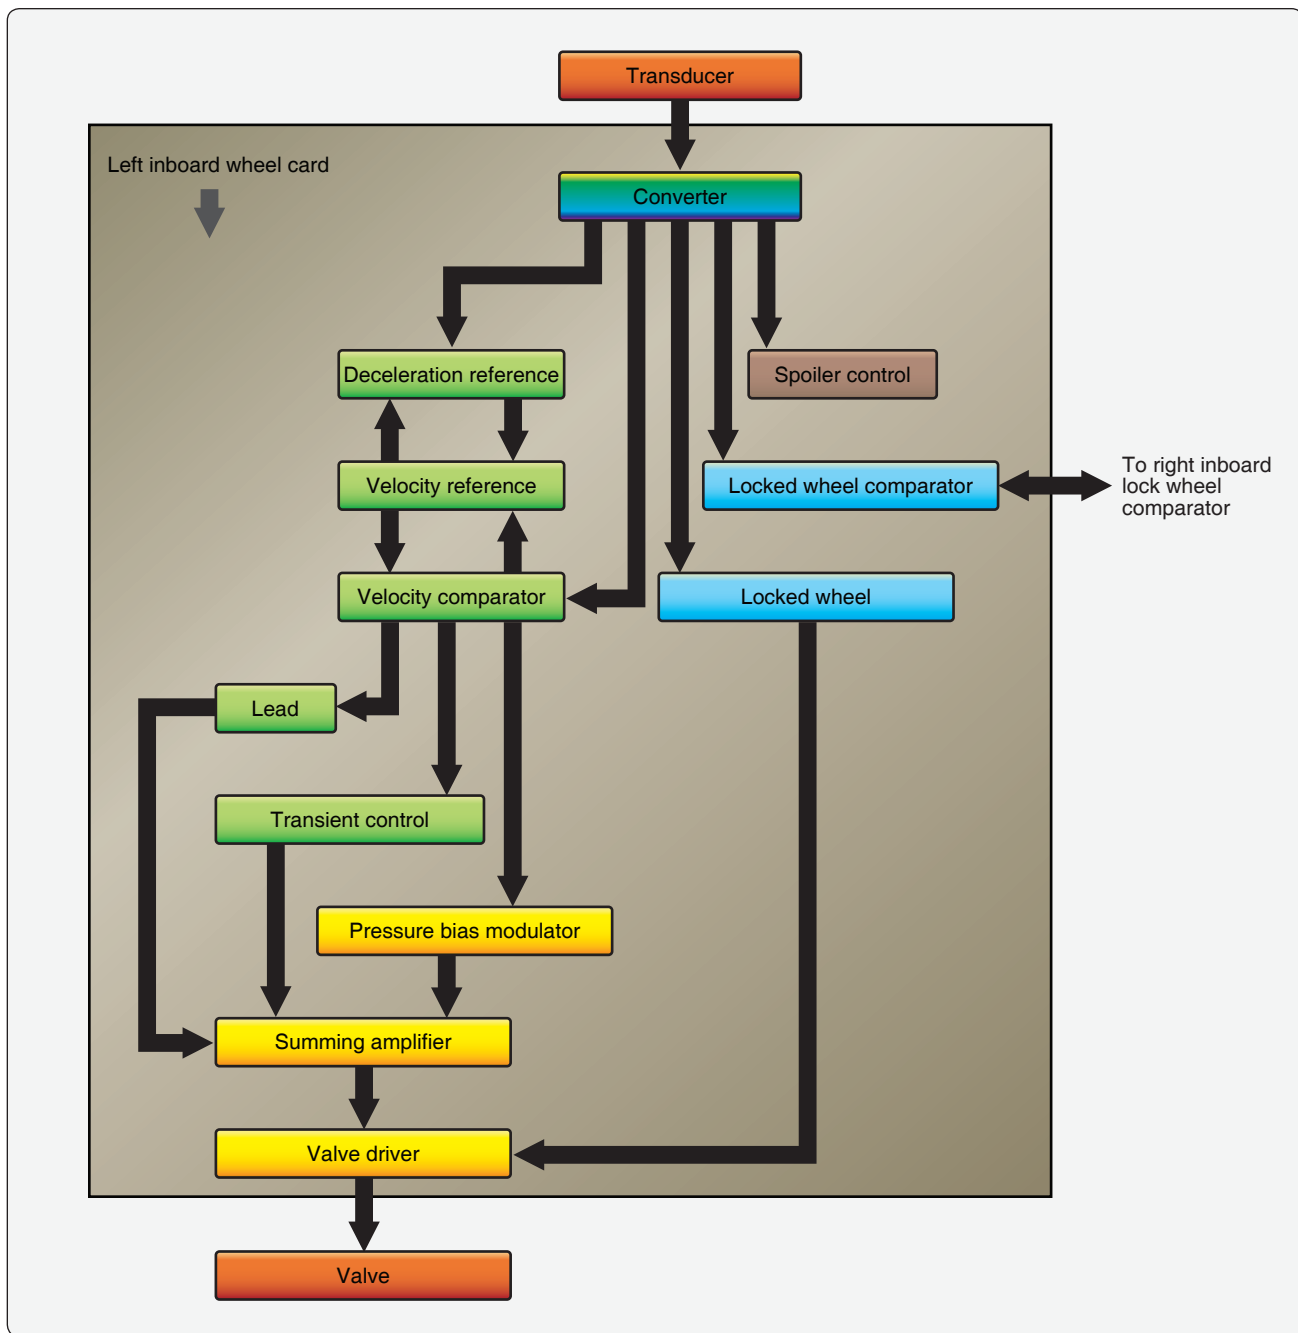 Transducer
Left inboard wheel card
Converter
Deceleration reference
Spoiler control
Velocity reference
Locked wheel comparator
To right inboard
lock wheel
comparator
Velocity comparator
Locked wheel
Lead
Transient control
Pressure bias modulator
Summing amplifier
Valve driver
Valve